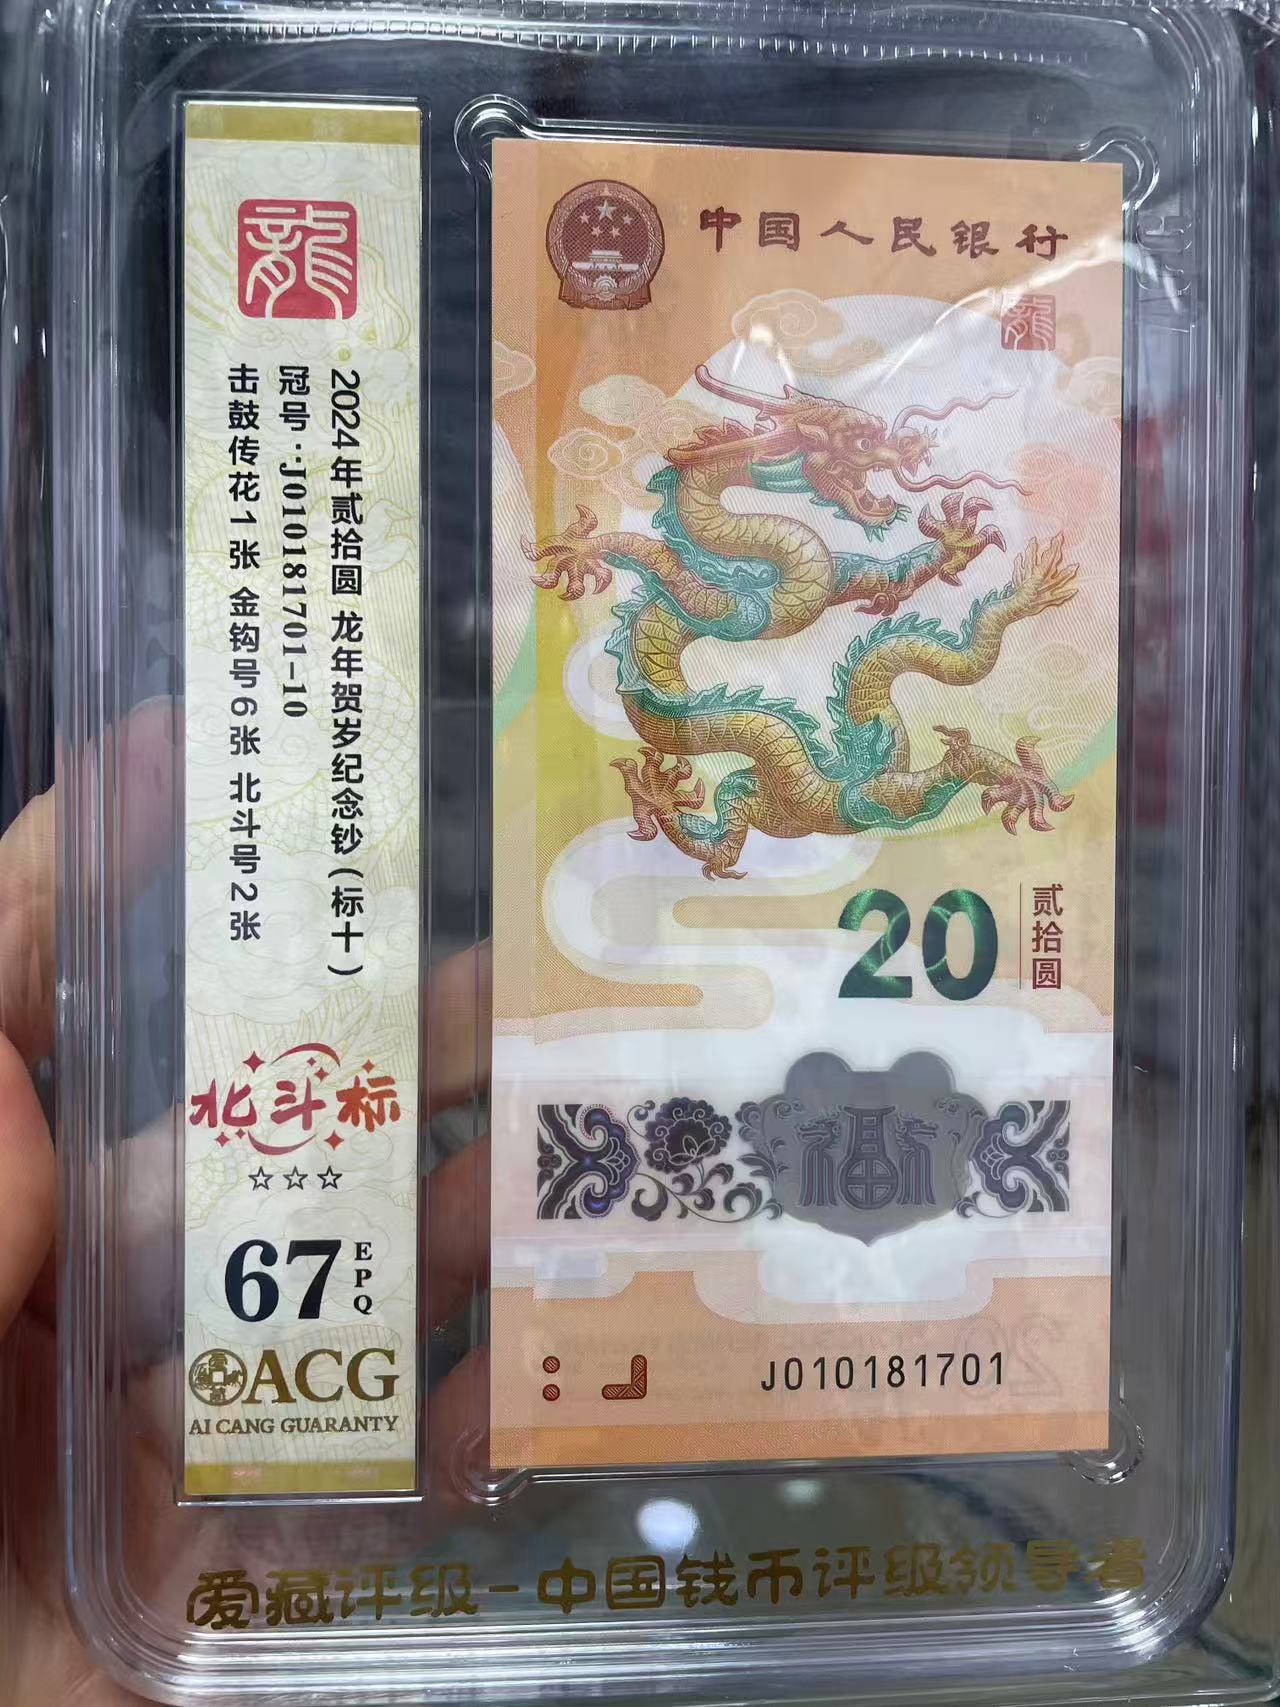 龍
2024年贰拾圆 龙年贺岁纪念钞(标十)
冠号:J010181701-10
击鼓传花1张 金钩号6张 北斗号2张
北斗标
☆☆☆
67
EPQ
ACG
AI CANG GUARANTY
中国人民银行
龍
20
贰拾圆
福
J010181701
爱藏评级-中国钱币评级领导者